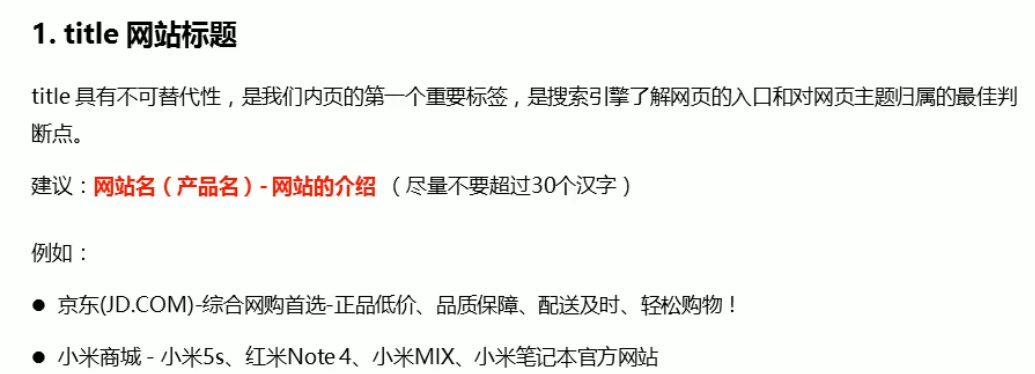 1. title 网站标题
title 具有不可替代性，是我们内页的第一个重要标签，是搜索引擎了解网页的入口和对网页主题归属的最佳判
断点。
建议：网站名（产品名）- 网站的介绍 （尽量不要超过30个汉字）
例如：
● 京东(JD.COM)-综合网购首选-正品低价、品质保障、配送及时、轻松购物！
● 小米商城 - 小米5s、红米Note 4、小米MIX、小米笔记本官方网站